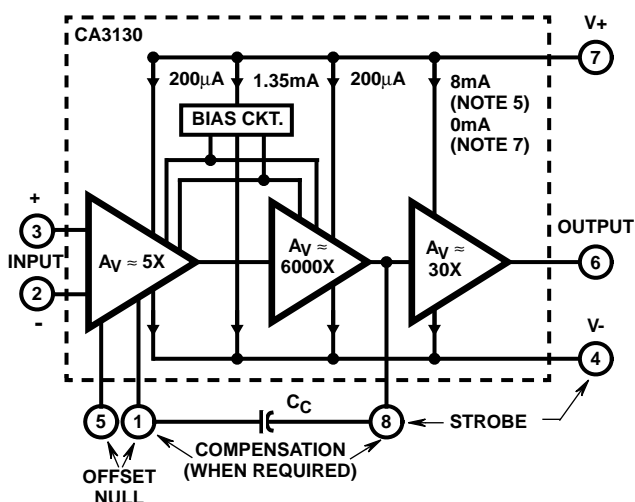 CA3130
V+
7
200µA
1.35mA
200µA
8mA
(NOTE 5)
0mA
(NOTE 7)
BIAS CKT.
+
3
INPUT
2
-
AV ≈ 5X
AV ≈
6000X
AV ≈
30X
OUTPUT
6
V-
4
5
1
CC
8
STROBE
OFFSET
NULL
COMPENSATION
(WHEN REQUIRED)